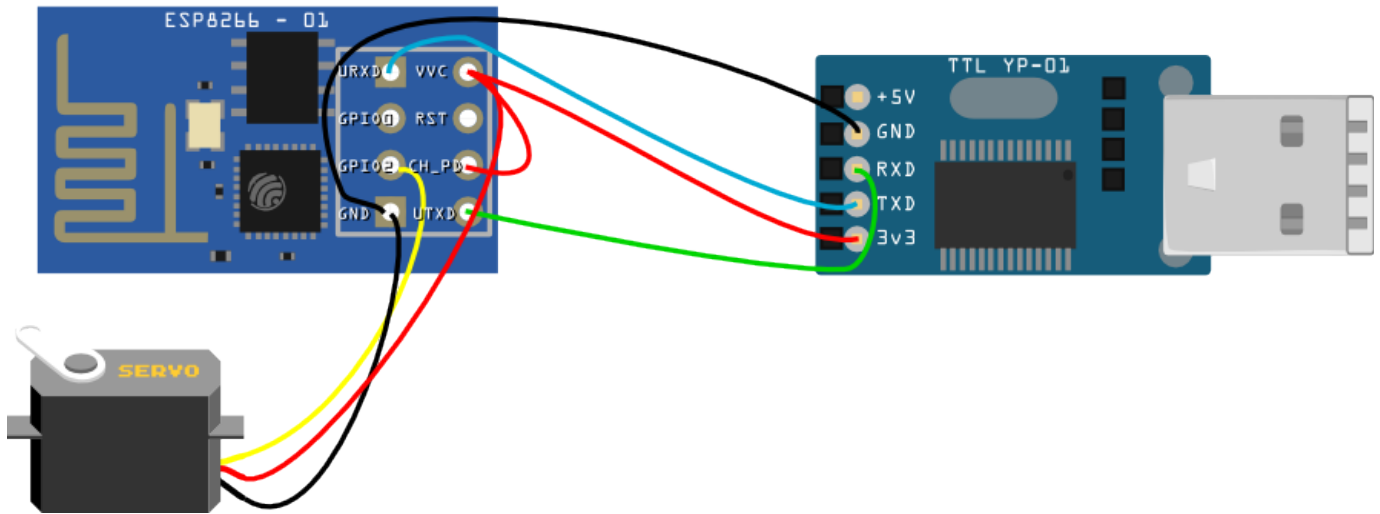 ESP8266 - 01
URXD VVC
GPIO0 RST
GPIO2 CH_PD
GND UTXD
TTL YP-01
+5V
GND
RXD
TXD
3v3
SERVO